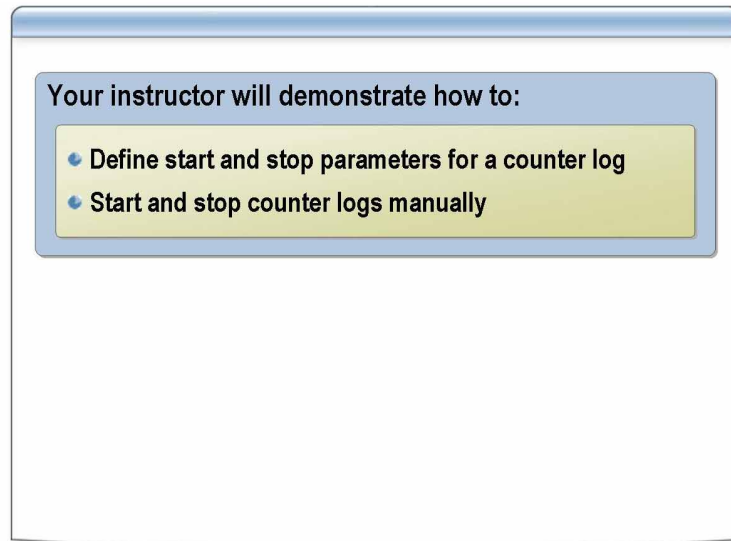 Your instructor will demonstrate how to:
Define start and stop parameters for a counter log
Start and stop counter logs manually